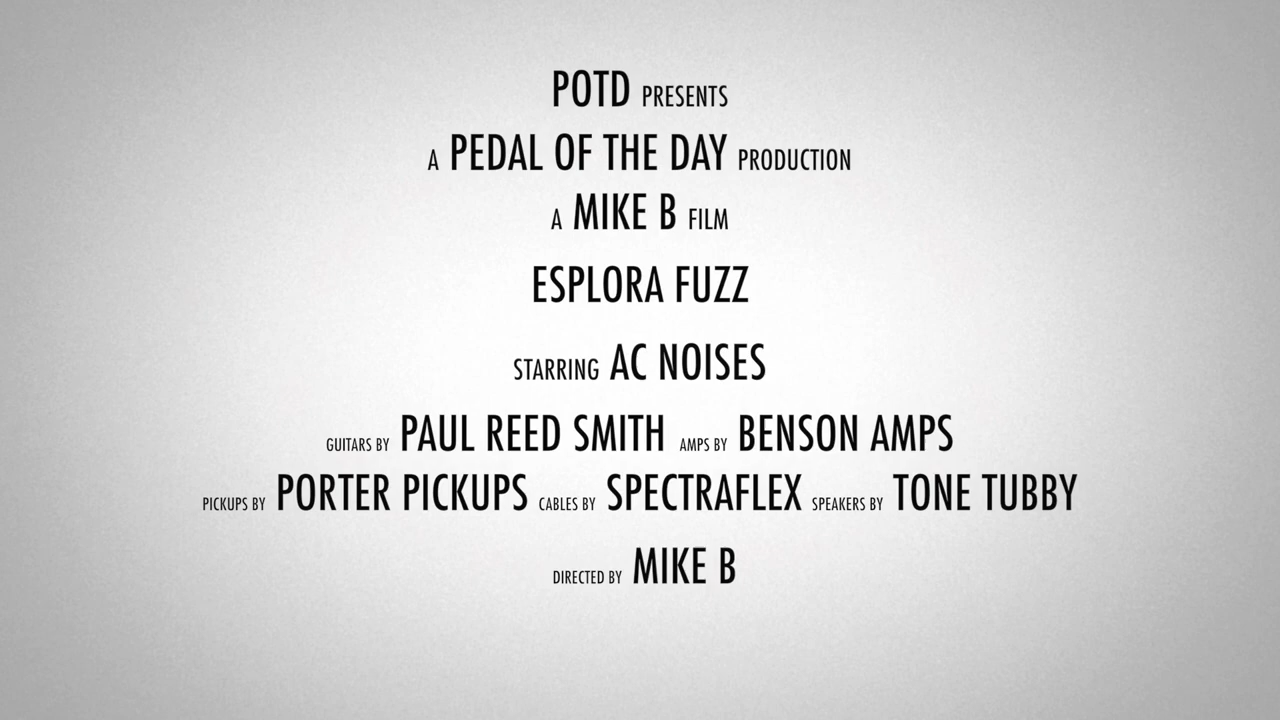 POTD PRESENTS
A PEDAL OF THE DAY PRODUCTION
A MIKE B FILM
ESPLORA FUZZ
STARRING AC NOISES
GUITARS BY PAUL REED SMITH AMPS BY BENSON AMPS
PICKUPS BY PORTER PICKUPS CABLES BY SPECTRAFLEX SPEAKERS BY TONE TUBBY
DIRECTED BY MIKE B